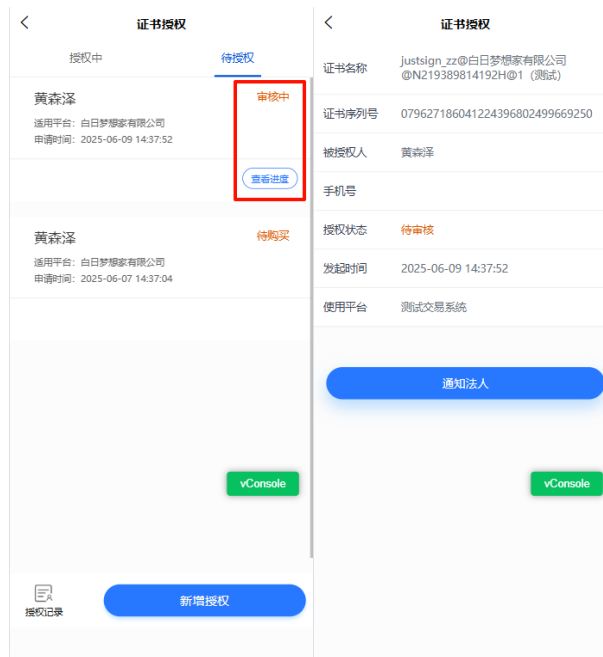 证书授权
授权中
待授权
黄森泽
审核中
适用平台：白日梦想家有限公司
申请时间：2025-06-09 14:37:52
查看进度
黄森泽
待购买
适用平台：白日梦想家有限公司
申请时间：2025-06-07 14:37:04
vConsole
授权记录
新增授权
证书授权
证书名称
justsign_zz@白日梦想家有限公司
@N219389814192H@1（测试）
证书序列号
079627186041224396802499669250
被授权人
黄森泽
手机号
授权状态
待审核
发起时间
2025-06-09 14:37:52
使用平台
测试交易系统
通知法人
vConsole